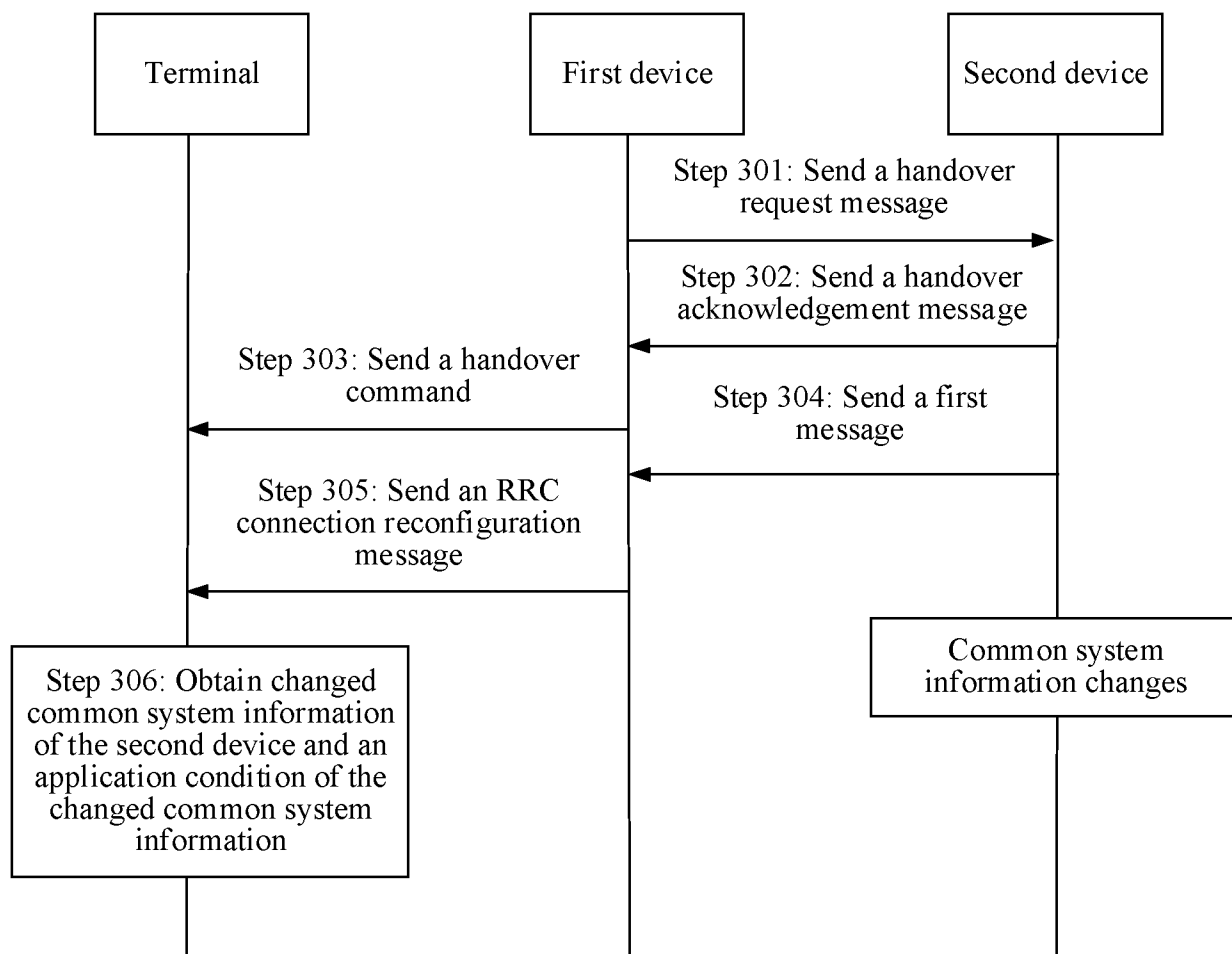 Terminal
First device
Second device
Step 301: Send a handover
request message
Step 302: Send a handover
acknowledgement message
Step 303: Send a handover
command
Step 304: Send a first
message
Step 305: Send an RRC
connection reconfiguration
message
Common system
information changes
Step 306: Obtain changed
common system information
of the second device and an
application condition of the
changed common system
information